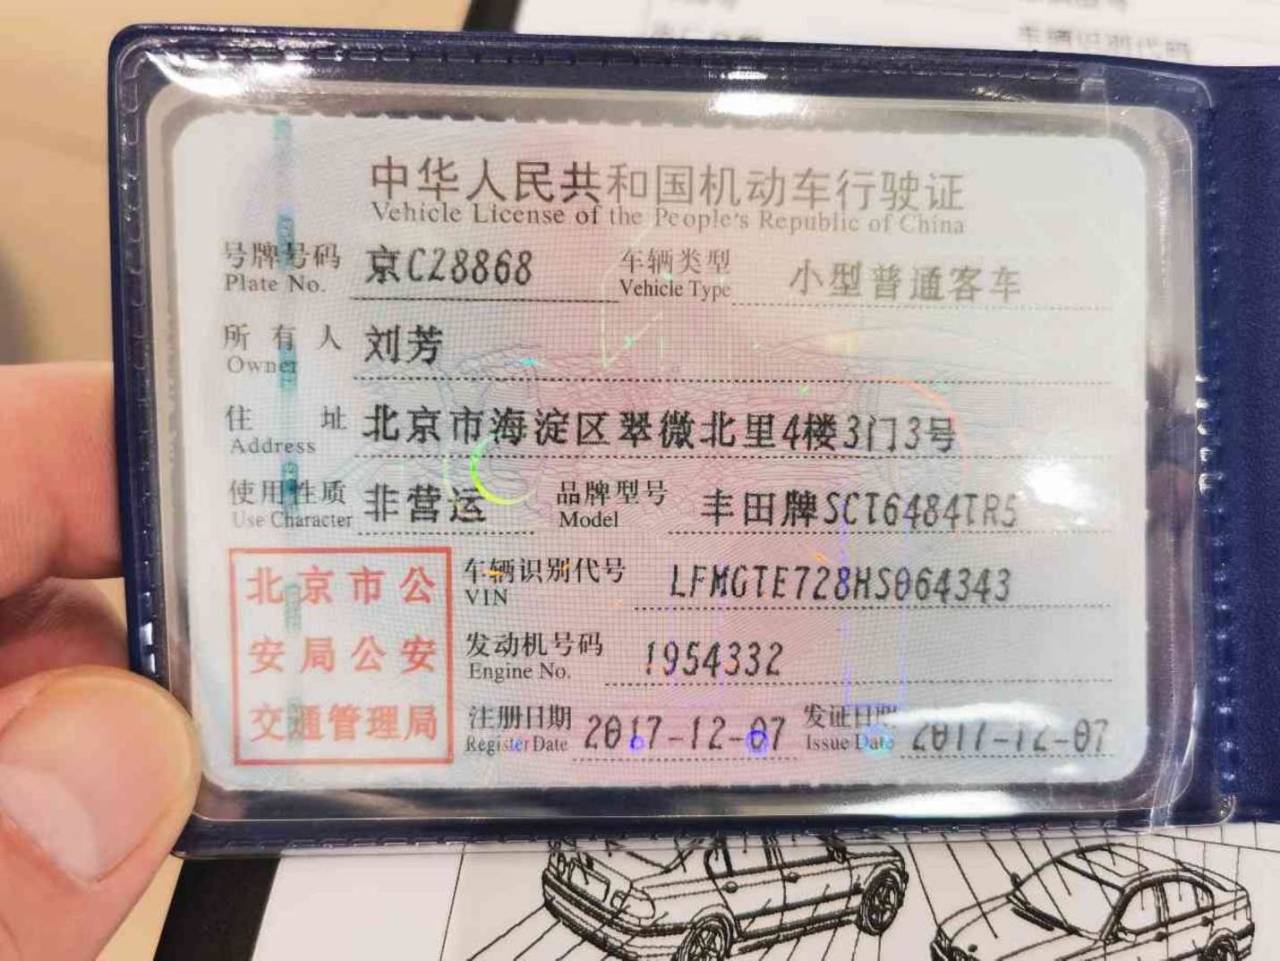 中华人民共和国机动车行驶证
Vehicle License of the People's Republic of China
号牌号码 京C28868 车辆类型 小型普通客车
Plate No. Vehicle Type
所有人 刘芳
Owner
住址 北京市海淀区翠微北里4楼3门3号
Address
使用性质 非营运 品牌型号 丰田牌SCT6484TR5
Use Character Model
北京市公
安局公安
交通管理局
车辆识别代号 LFMGTE728HS064343
VIN
发动机号码 1954332
Engine No.
注册日期 2017-12-07 发证日期 2017-12-07
Register Date Issue Date